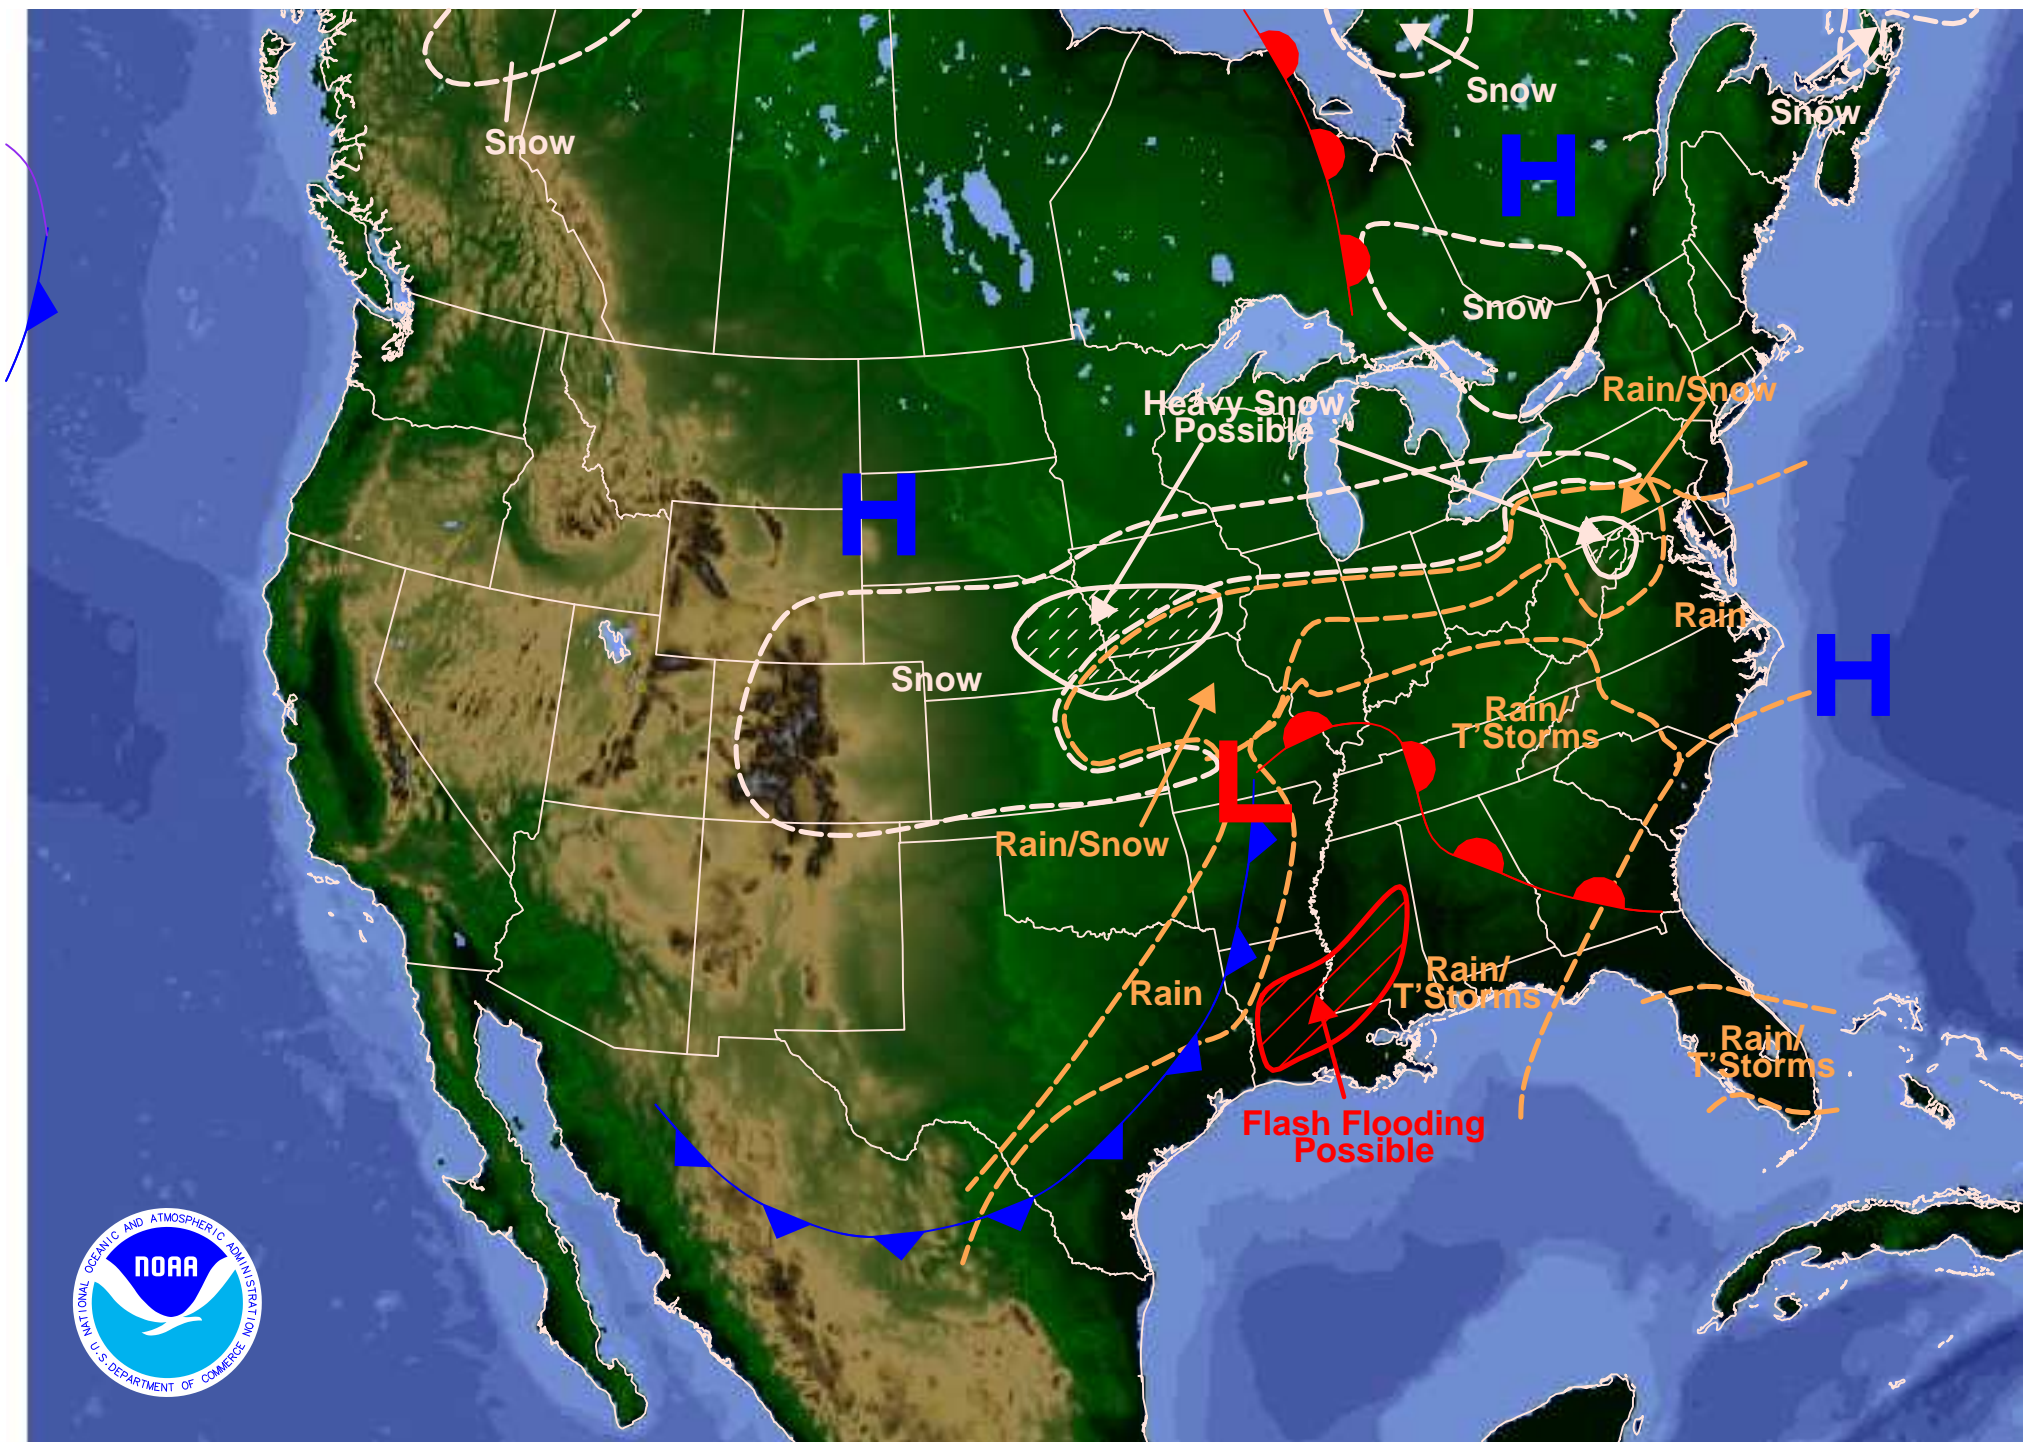 Snow
Snow
Snow
H
Snow
Heavy Snow
Possible
Rain/Snow
H
Rain
H
Snow
Rain/
T'Storms
L
Rain/Snow
Rain
Rain/
T'Storms
Rain/
T'Storms
Flash Flooding
Possible
NATIONAL OCEANIC AND ATMOSPHERIC ADMINISTRATION
NOAA
U.S. DEPARTMENT OF COMMERCE